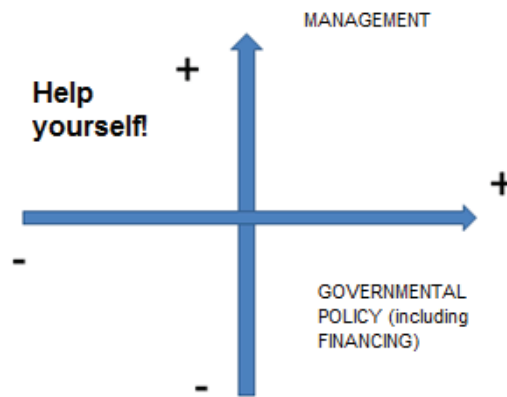 MANAGEMENT
+
Help
yourself!
+
-
GOVERNMENTAL
POLICY (including
FINANCING)
-